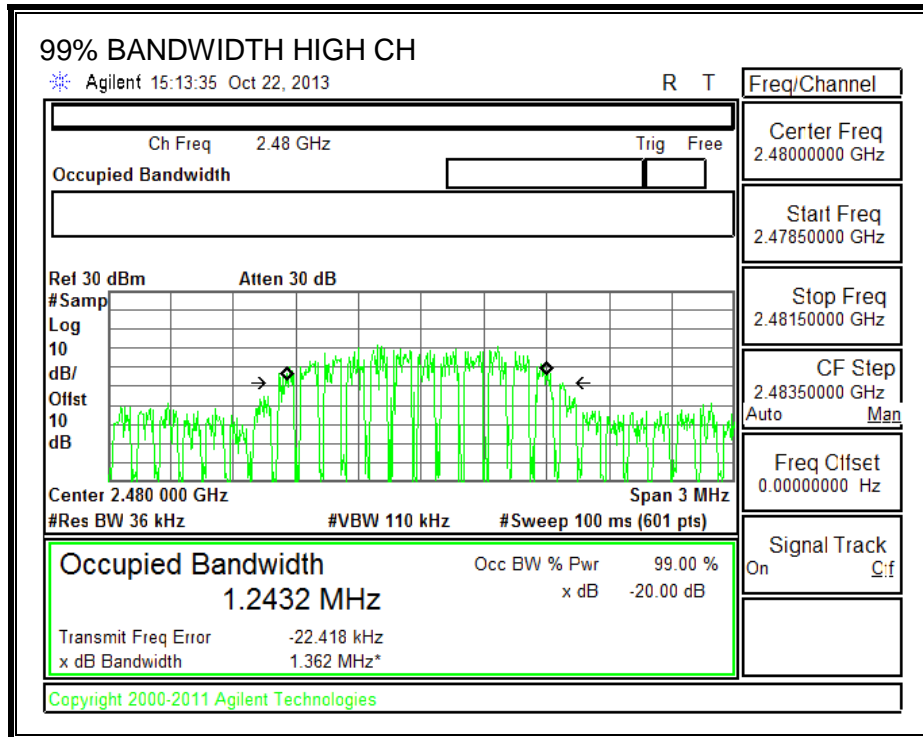 99% BANDWIDTH HIGH CH
Agilent 15:13:35 Oct 22, 2013 R T
Freq/Channel
Ch Freq 2.48 GHz Trig Free
Occupied Bandwidth
Center Freq
2.48000000 GHz
Start Freq
2.47850000 GHz
Stop Freq
2.48150000 GHz
CF Step
2.48350000 GHz
Auto Man
Freq Offset
0.00000000 Hz
Signal Track
On Off
Ref 30 dBm Atten 30 dB
#Samp
Log
10
dB/
Offst
10
dB
Center 2.480 000 GHz Span 3 MHz
#Res BW 36 kHz #VBW 110 kHz #Sweep 100 ms (601 pts)
Occupied Bandwidth
1.2432 MHz
Occ BW % Pwr 99.00 %
x dB -20.00 dB
Transmit Freq Error -22.418 kHz
x dB Bandwidth 1.362 MHz*
Copyright 2000-2011 Agilent Technologies